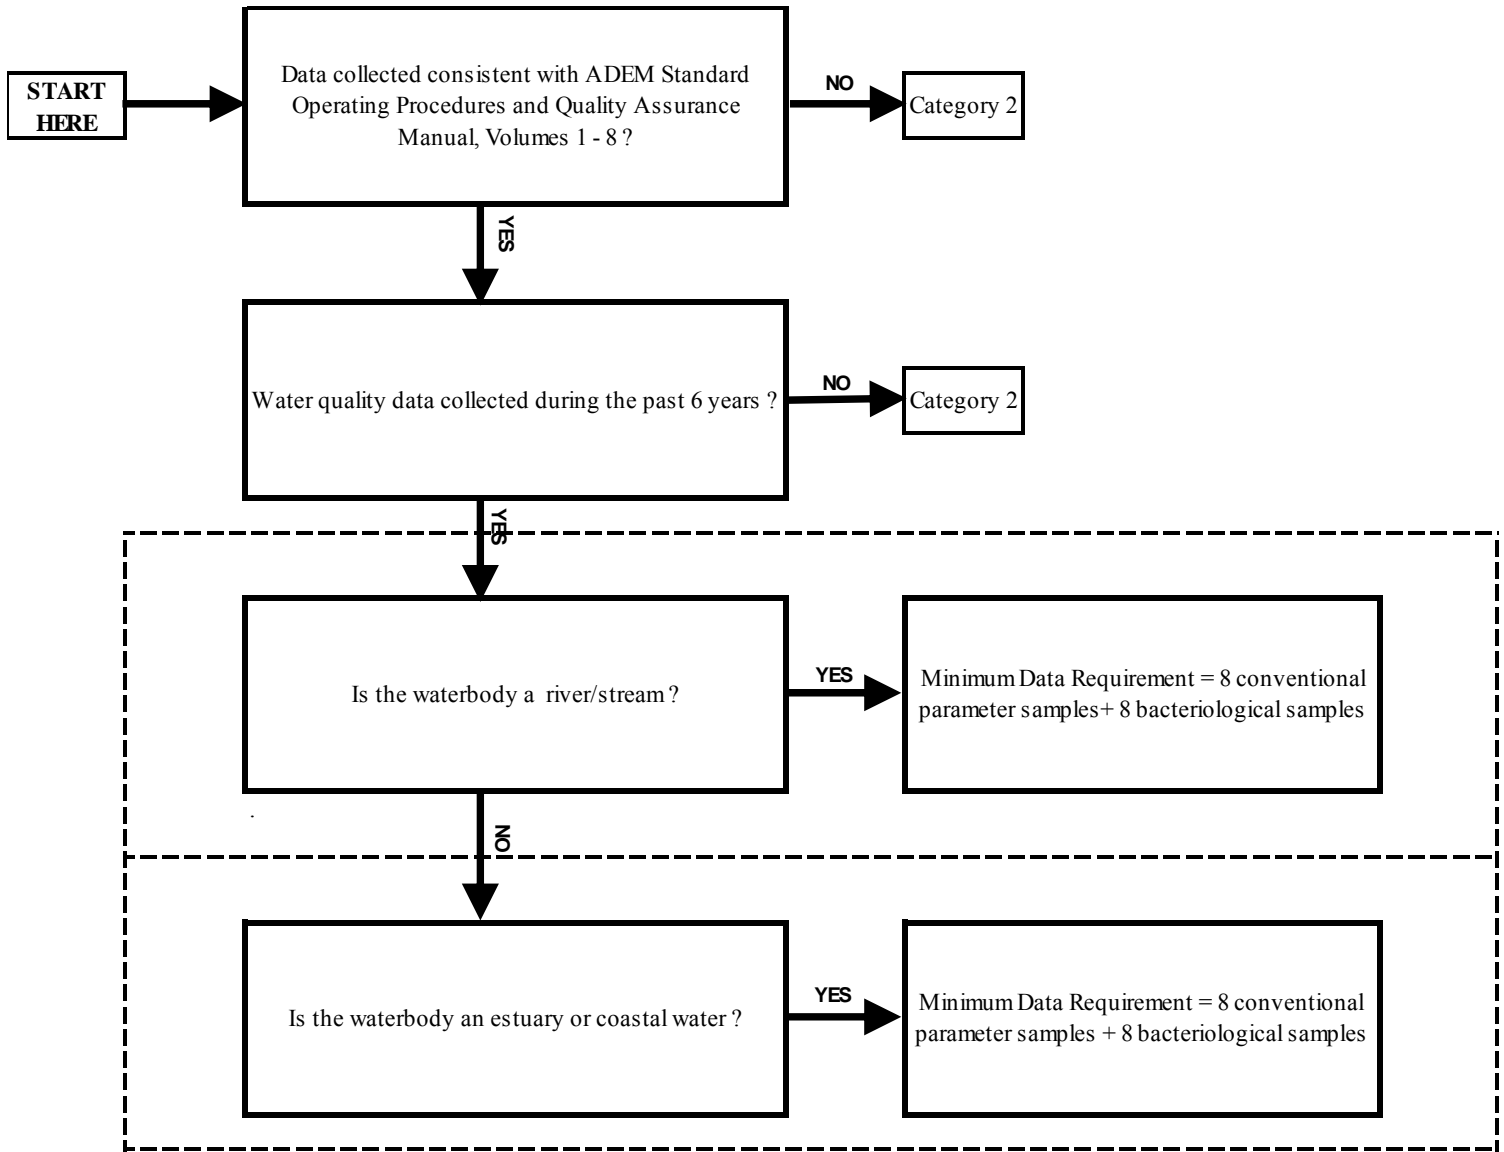 START
HERE
Data collected consistent with ADEM Standard
Operating Procedures and Quality Assurance
Manual, Volumes 1 - 8 ?
NO
Category 2
YES
Water quality data collected during the past 6 years ?
NO
Category 2
YES
Is the waterbody a river/stream ?
YES
Minimum Data Requirement = 8 conventional
parameter samples+ 8 bacteriological samples
.
NO
Is the waterbody an estuary or coastal water ?
YES
Minimum Data Requirement = 8 conventional
parameter samples + 8 bacteriological samples